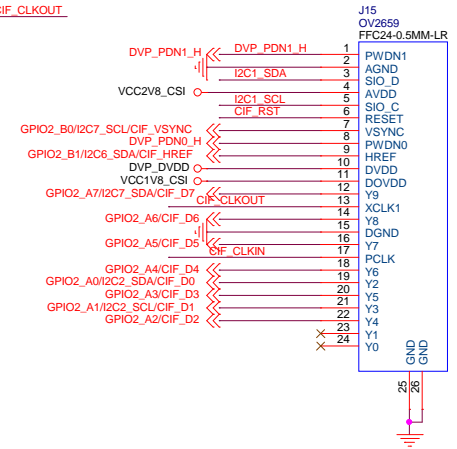 CIF_CLKOUT
J15
OV2659
FFC24-0.5MM-LR
DVP_PDN1_H DVP_PDN1_H 1 PWDN1
2 AGND
I2C1_SDA 3 SIO_D
VCC2V8_CSI 4 AVDD
I2C1_SCL 5 SIO_C
CIF_RST 6 RESET
GPIO2_B0/I2C7_SCL/CIF_VSYNC 7 VSYNC
DVP_PDN0_H 8 PWDN0
GPIO2_B1/I2C6_SDA/CIF_HREF 9 HREF
DVP_DVDD 10 DVDD
VCC1V8_CSI 11 DOVDD
GPIO2_A7/I2C7_SDA/CIF_D7 12 Y9
CIF_CLKOUT 13 XCLK1
GPIO2_A6/CIF_D6 14 Y8
15 DGND
GPIO2_A5/CIF_D5 16 Y7
CIF_CLKIN 17 PCLK
GPIO2_A4/CIF_D4 18 Y6
GPIO2_A0/I2C2_SDA/CIF_D0 19 Y2
GPIO2_A3/CIF_D3 20 Y5
GPIO2_A1/I2C2_SCL/CIF_D1 21 Y3
GPIO2_A2/CIF_D2 22 Y4
23 Y1
24 Y0
GND GND
25 26